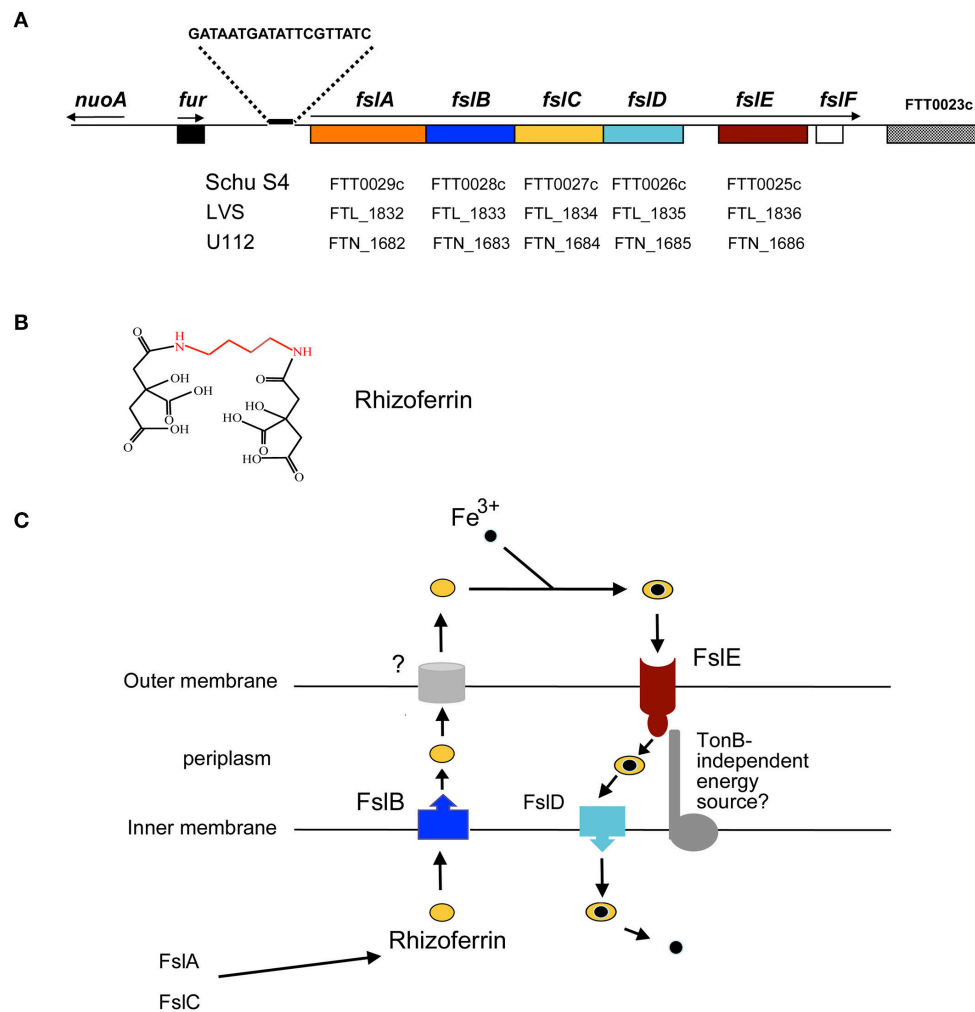 A
GATAATGATATTCGTTATC
nuoA fur fslA fslB fslC fslD fslE fslF FTT0023c
Schu S4 FTT0029c FTT0028c FTT0027c FTT0026c FTT0025c
LVS FTL_1832 FTL_1833 FTL_1834 FTL_1835 FTL_1836
U112 FTN_1682 FTN_1683 FTN_1684 FTN_1685 FTN_1686
B
O H N NH
OH O
O OH HO
OH HO O
O HO O
O
Rhizoferrin
C
Fe3+
? FslE
Outer membrane
periplasm
TonB-
independent
energy
source?
FslB FslD
Inner membrane
Rhizoferrin
FslA
FslC